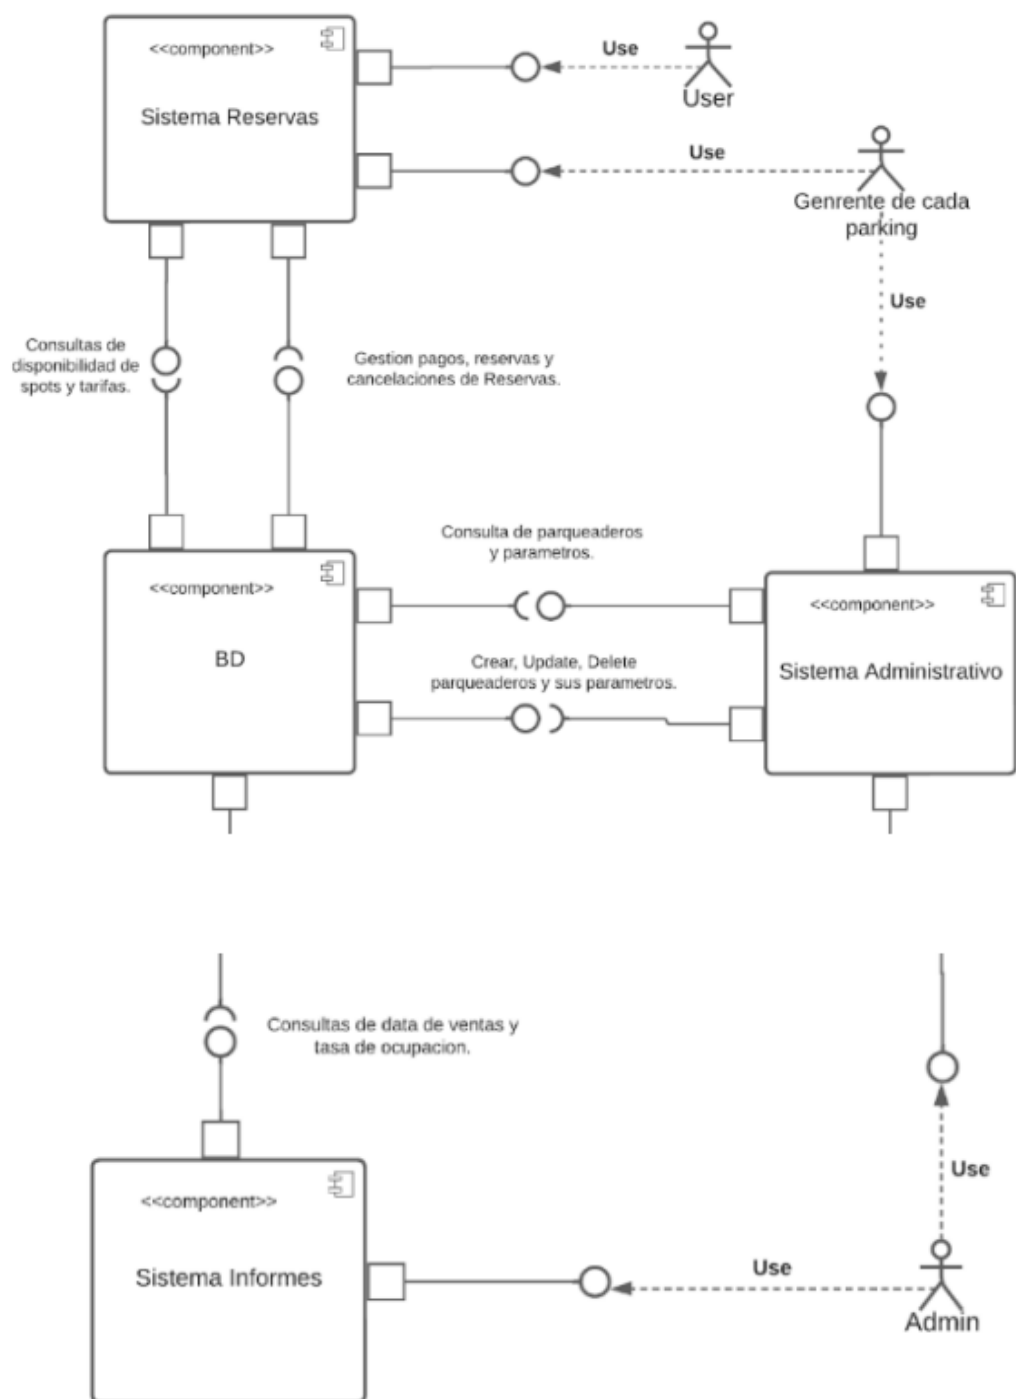 <<component>>
Sistema Reservas
Use
User
Use
Genrente de cada
parking
Use
Consultas de
disponibilidad de
spots y tarifas.
Gestion pagos, reservas y
cancelaciones de Reservas.
<<component>>
BD
Consulta de parqueaderos
y parametros.
Crear, Update, Delete
parqueaderos y sus parametros.
<<component>>
Sistema Administrativo
Consultas de data de ventas y
tasa de ocupacion.
Use
<<component>>
Sistema Informes
Use
Admin